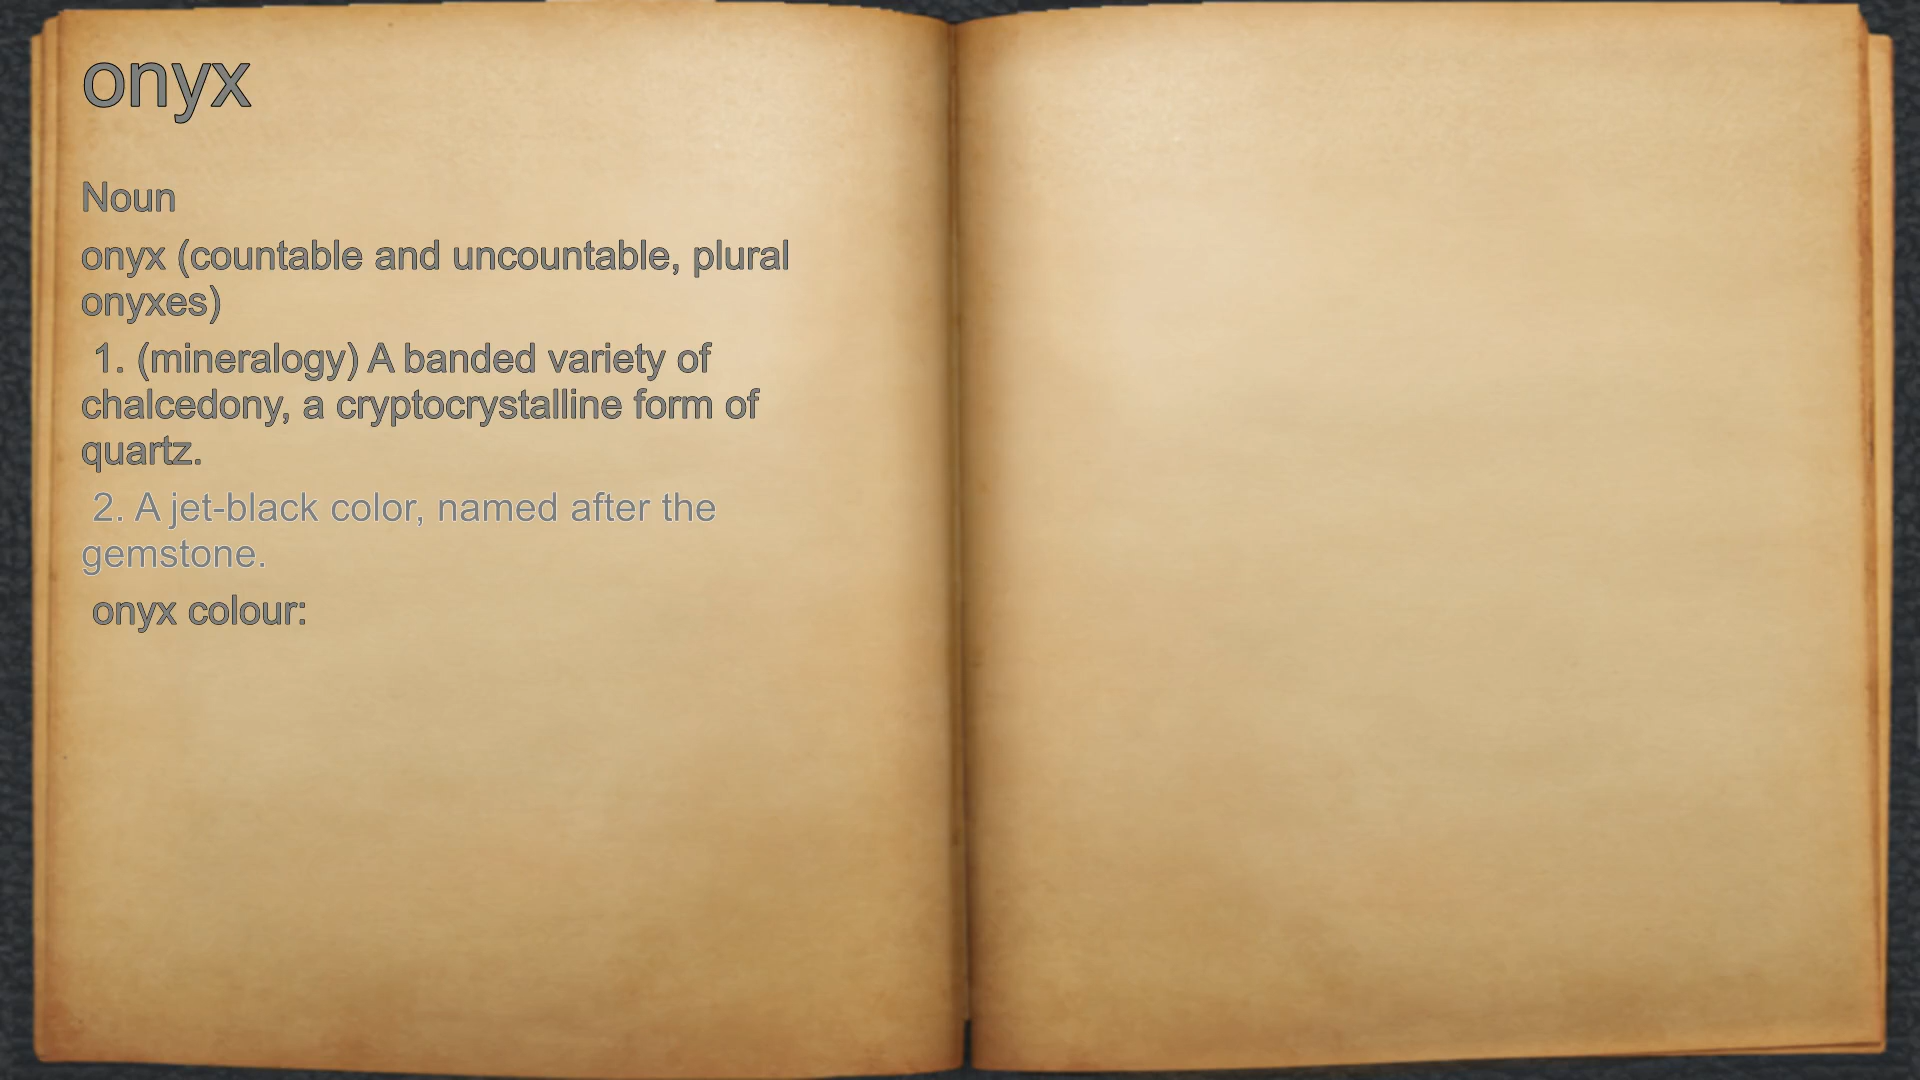 onyx
Noun
onyx (countable and uncountable, plural
onyxes)
1. (mineralogy) A banded variety of
chalcedony, a cryptocrystalline form of
quartz.
2. A jet-black color, named after the
gemstone.
onyx colour: